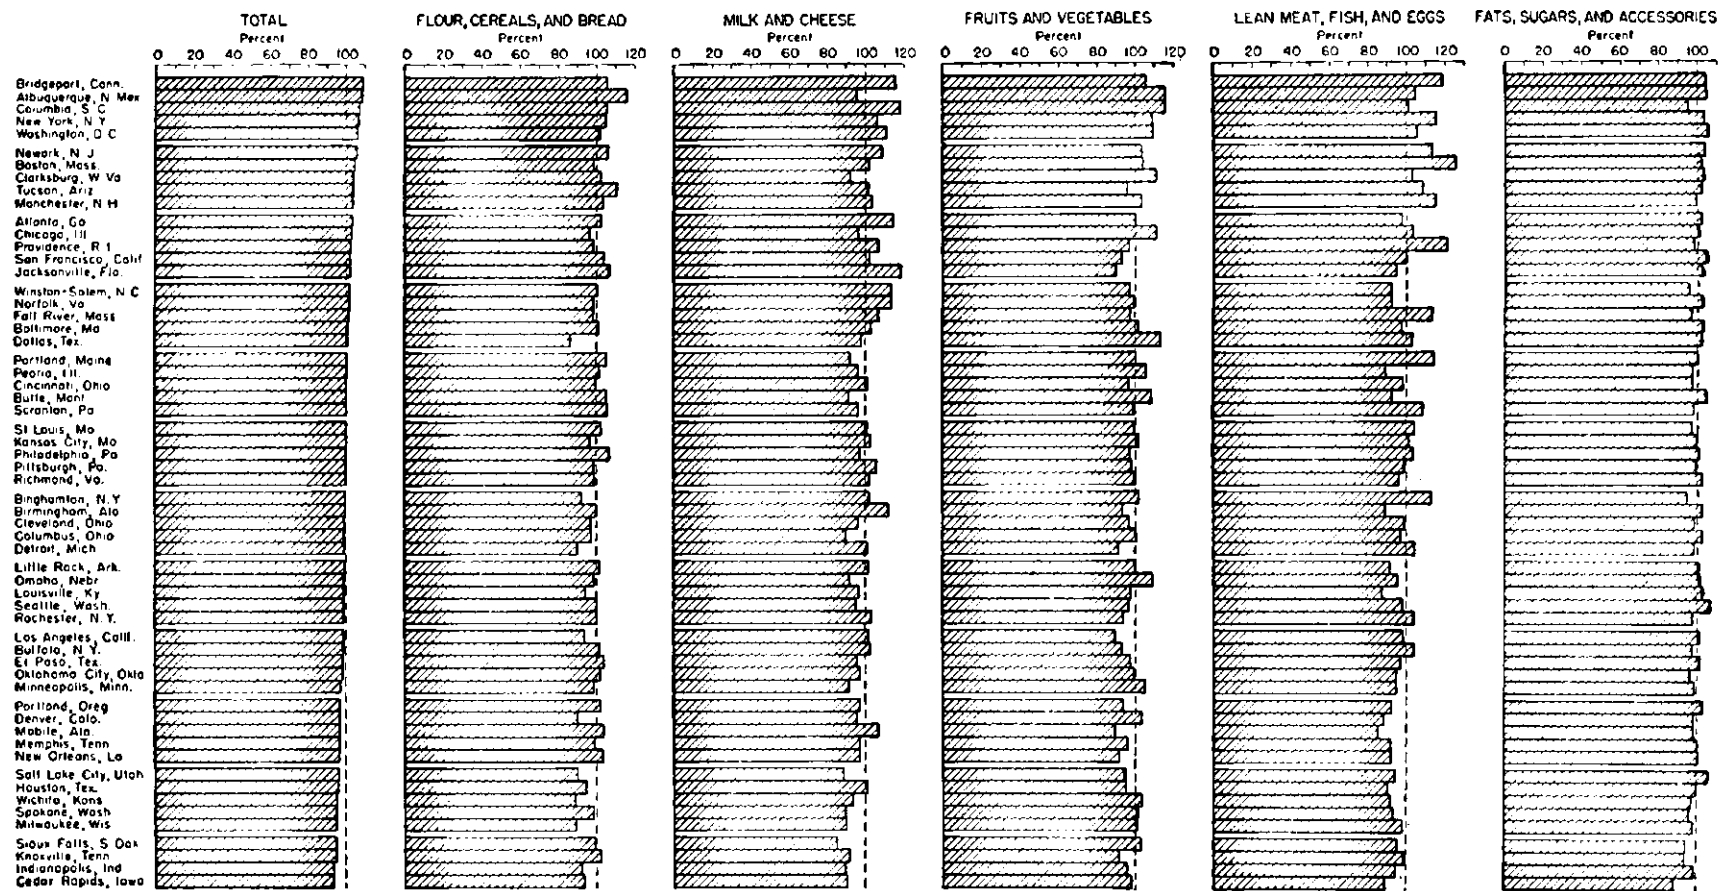 TOTAL
Percent
0 20 40 60 80 100
FLOUR, CEREALS, AND BREAD
Percent
0 20 40 60 80 100 120
MILK AND CHEESE
Percent
0 20 40 60 80 100 120
FRUITS AND VEGETABLES
Percent
0 20 40 60 80 100 120
LEAN MEAT, FISH, AND EGGS
Percent
0 20 40 60 80 100 120
FATS, SUGARS, AND ACCESSORIES
Percent
0 20 40 60 80 100
Bridgeport, Conn.
Albuquerque, N Mex
Columbia, S C
New York, N Y
Washington, D C
Newark, N J
Boston, Mass.
Clarksburg, W Va
Tucson, Ariz
Manchester, N H
Atlanta, Ga
Chicago, Ill
Providence, R I
San Francisco, Calif
Jacksonville, Fla.
Winston-Salem, N C
Norfolk, Va
Fall River, Mass
Baltimore, Md
Dallas, Tex.
Portland, Maine
Peoria, Ill.
Cincinnati, Ohio
Butte, Mont
Scranton, Pa
St Louis, Mo
Kansas City, Mo
Philadelphia, Pa
Pittsburgh, Pa.
Richmond, Va.
Binghamton, N.Y
Birmingham, Ala
Cleveland, Ohio
Columbus, Ohio
Detroit, Mich
Little Rock, Ark.
Omaha, Nebr
Louisville, Ky
Seattle, Wash.
Rochester, N.Y.
Los Angeles, Calif.
Buffalo, N Y.
El Paso, Tex.
Oklahoma City, Okla
Minneapolis, Minn.
Portland, Oreg
Denver, Colo.
Mobile, Ala.
Memphis, Tenn
New Orleans, La
Salt Lake City, Utah
Houston, Tex.
Wichita, Kans
Spokane, Wash
Milwaukee, Wis
Sioux Falls, S Dak
Knoxville, Tenn
Indianapolis, Ind
Cedar Rapids, Iowa